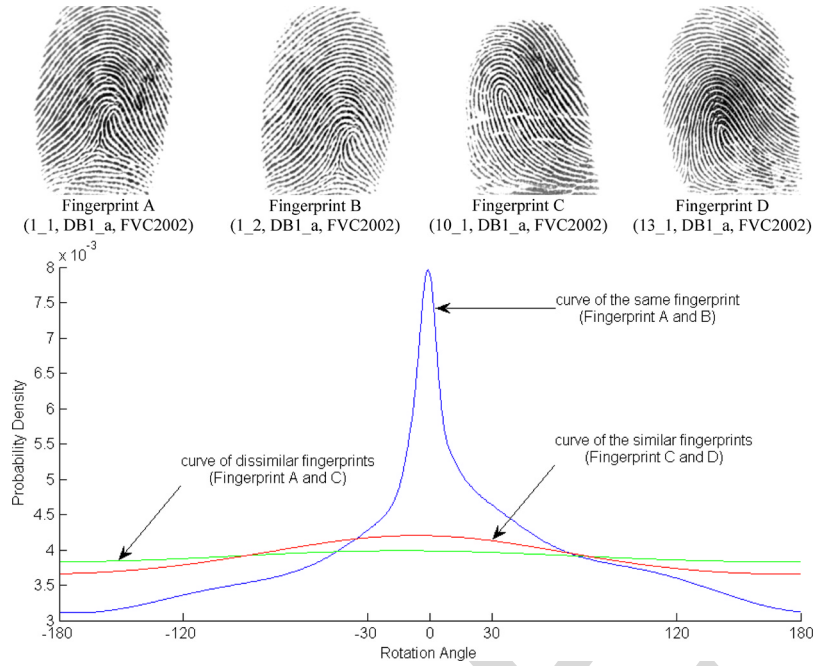 Fingerprint A
(1_1, DB1_a, FVC2002)
Fingerprint B
(1_2, DB1_a, FVC2002)
Fingerprint C
(10_1, DB1_a, FVC2002)
Fingerprint D
(13_1, DB1_a, FVC2002)
x 10⁻³
8
7.5
7
6.5
6
5.5
5
4.5
4
3.5
3
Probability Density
curve of the same fingerprint
(Fingerprint A and B)
curve of dissimilar fingerprints
(Fingerprint A and C)
curve of the similar fingerprints
(Fingerprint C and D)
-180
-120
-30
0
30
120
180
Rotation Angle